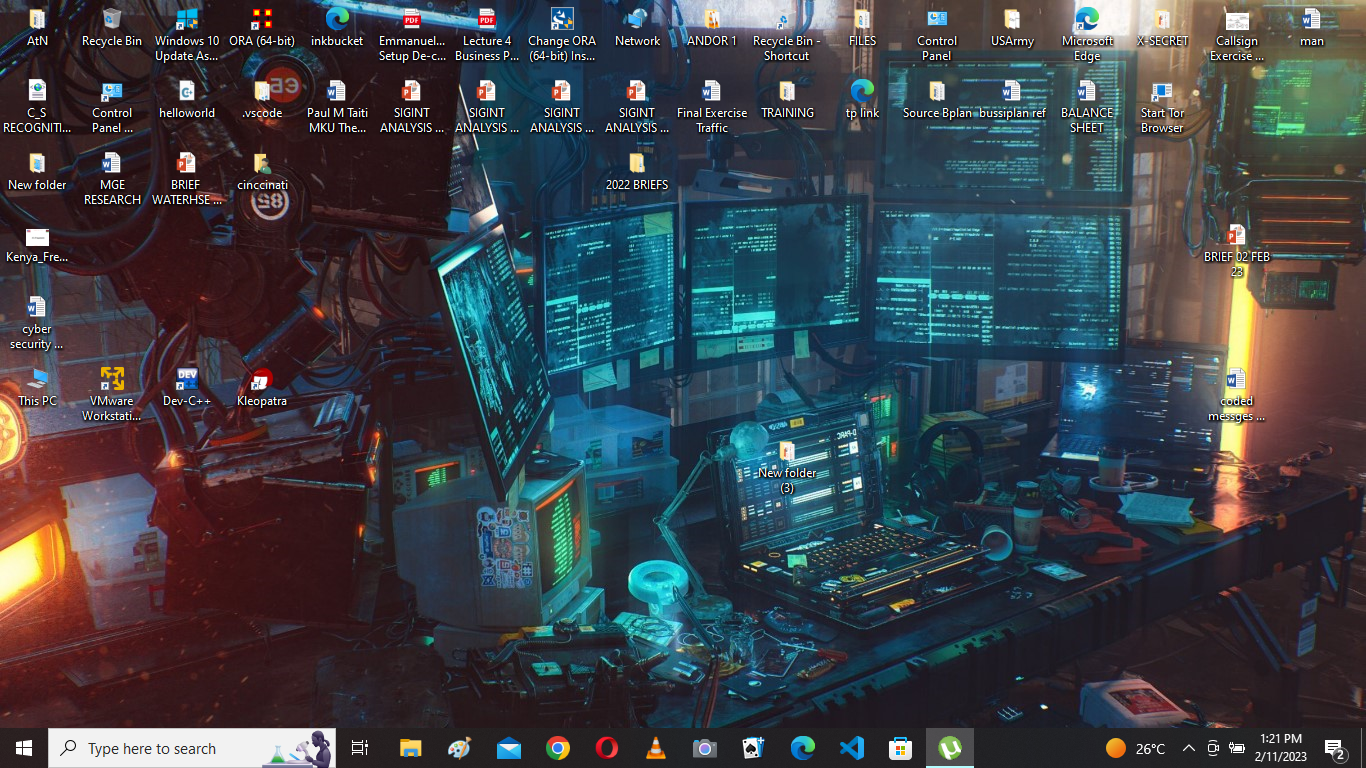 AtN
Recycle Bin
Windows 10
Update As...
ORA (64-bit)
inkbucket
Emmanuel...
Setup De-c...
Lecture 4
Business P...
Change ORA
(64-bit) Ins...
Network
ANDOR 1
Recycle Bin -
Shortcut
FILES
Control
Panel
USArmy
Microsoft
Edge
X-SECRET
Callsign
Exercise ...
man
C_S
RECOGNITI...
Control
Panel ...
helloworld
.vscode
Paul M Taiti
MKU The...
SIGINT
ANALYSIS ...
SIGINT
ANALYSIS ...
SIGINT
ANALYSIS ...
SIGINT
ANALYSIS ...
Final Exercise
Traffic
TRAINING
tp link
Source Bplan
bussiplan ref
BALANCE
SHEET
Start Tor
Browser
New folder
MGE
RESEARCH
BRIEF
WATERHSE ...
cinccinati
2022 BRIEFS
Kenya_Fre...
BRIEF 02 FEB
23
cyber
security ...
This PC
VMware
Workstati...
DEV
Dev-C++
Kleopatra
coded
messges ...
New folder
(3)
Type here to search
26°C
1:21 PM
2/11/2023
2